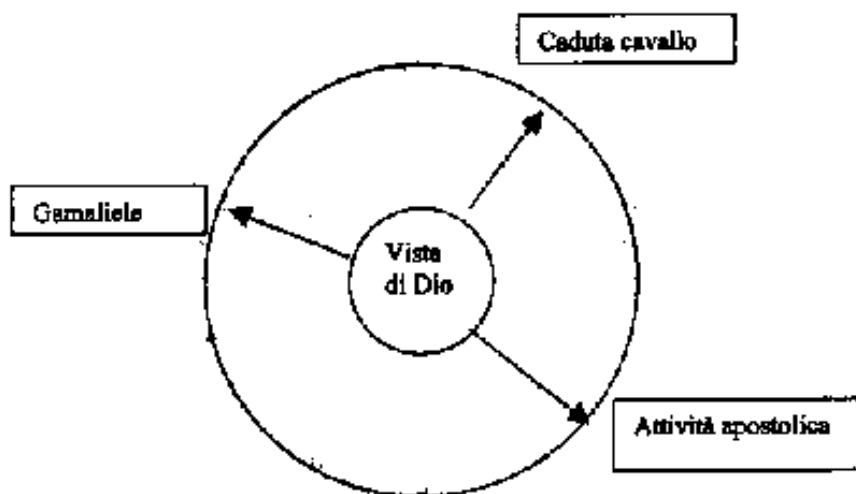 Caduta cavallo
Gamaliele
Vista
di Dio
Attività apostolica